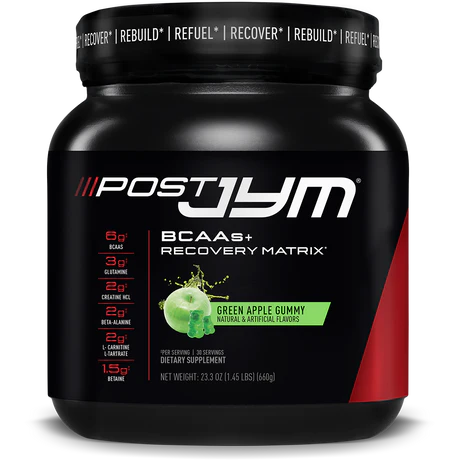 RECOVER* | REBUILD* | REFUEL* | RECOVER* | REBUILD* | REFUEL*
///POST JYM®
BCAAs+
RECOVERY MATRIX*
6g‡
BCAAS
3g‡
GLUTAMINE
2g‡
CREATINE HCL
2g‡
BETA-ALANINE
2g‡
L- CARNITINE
L-TARTRATE
1.5g‡
BETAINE
GREEN APPLE GUMMY
NATURAL & ARTIFICIAL FLAVORS
‡PER SERVING | 30 SERVINGS
DIETARY SUPPLEMENT
NET WEIGHT: 23.3 OZ (1.45 LBS) (660g)